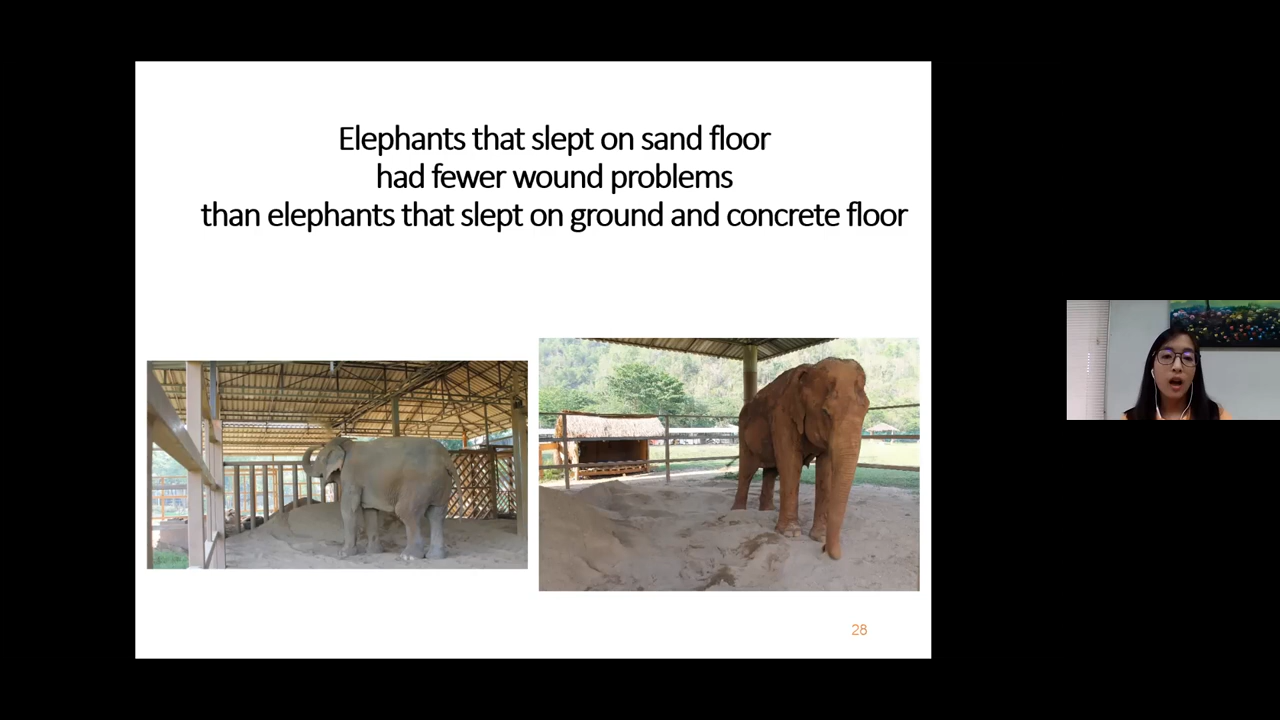 Elephants that slept on sand floor
had fewer wound problems
than elephants that slept on ground and concrete floor
28